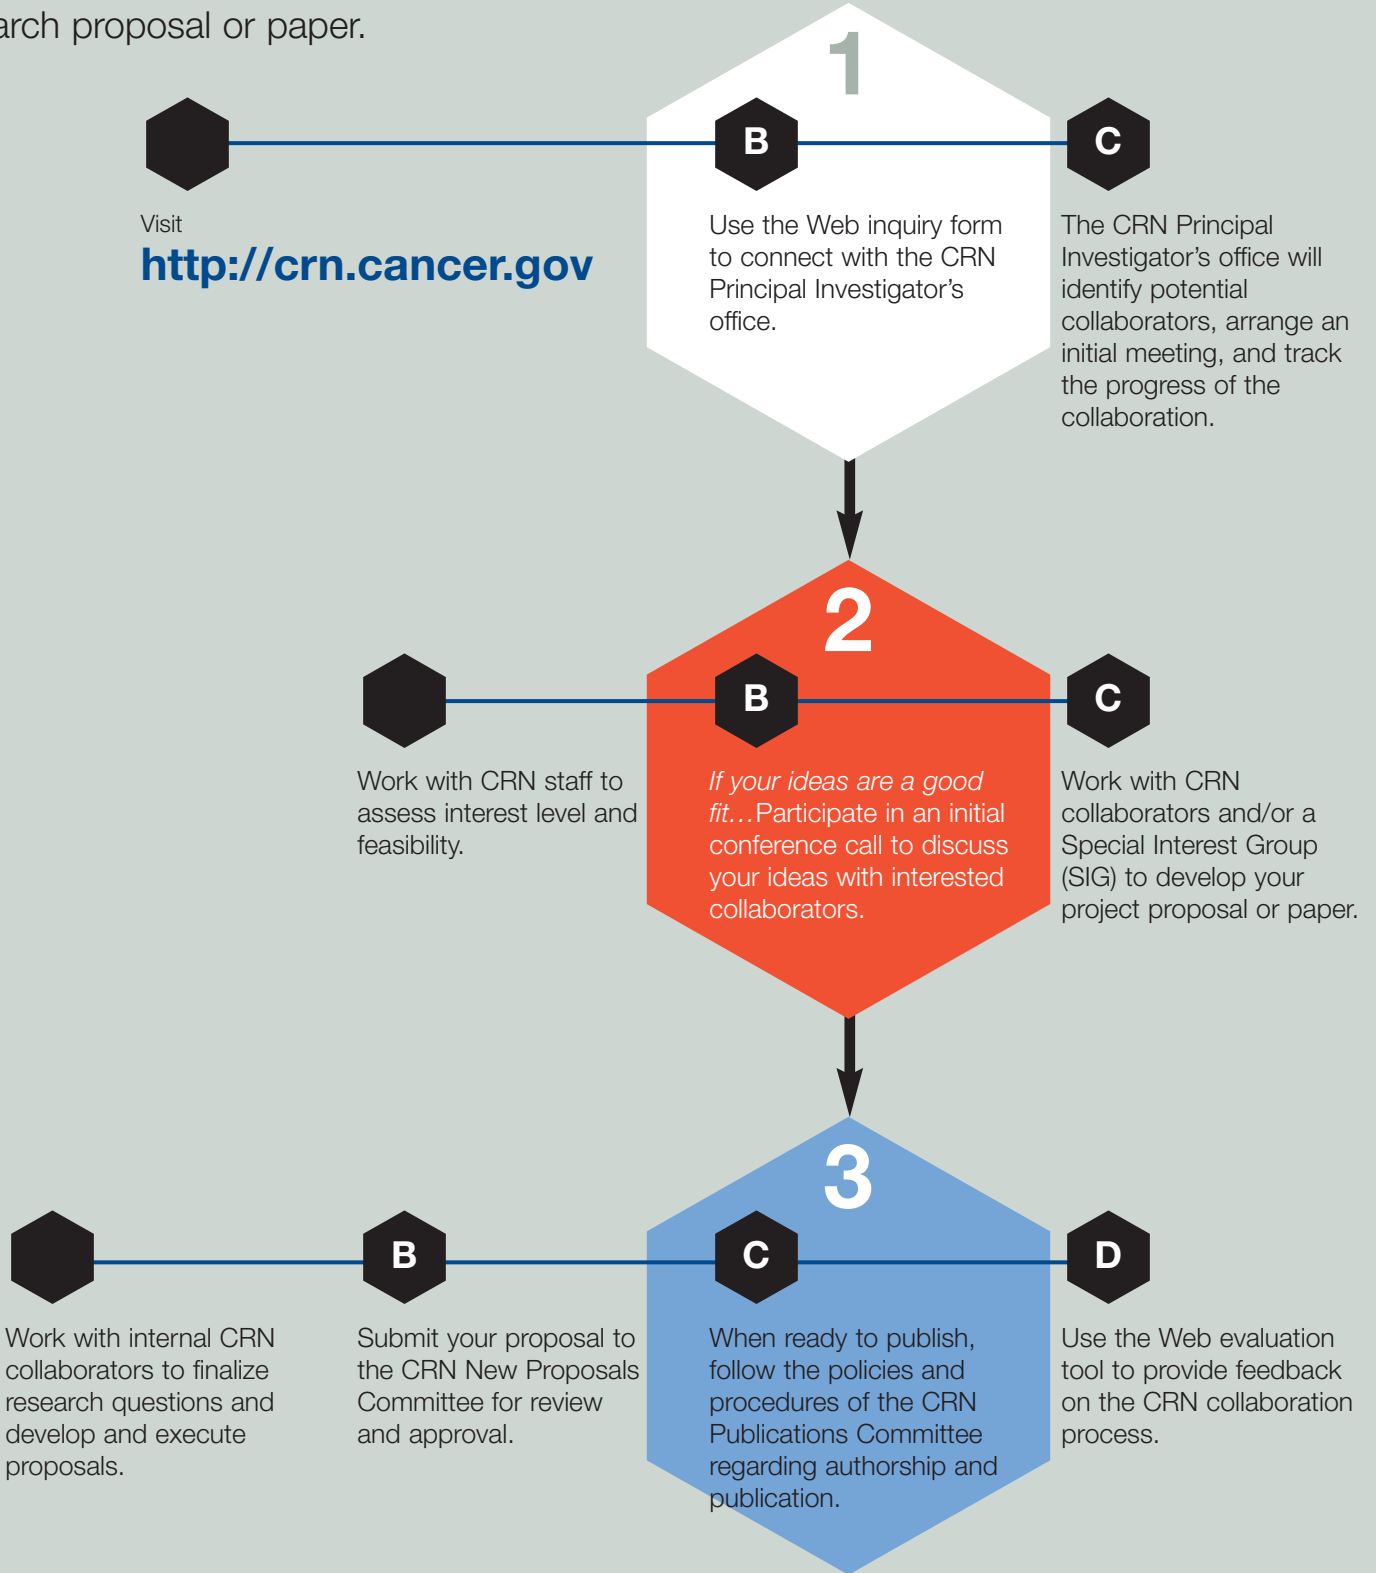 arch proposal or paper.
1
B
C
Visit
http://crn.cancer.gov
Use the Web inquiry form
to connect with the CRN
Principal Investigator’s
office.
The CRN Principal
Investigator’s office will
identify potential
collaborators, arrange an
initial meeting, and track
the progress of the
collaboration.
2
B
C
Work with CRN staff to
assess interest level and
feasibility.
If your ideas are a good
fit…Participate in an initial
conference call to discuss
your ideas with interested
collaborators.
Work with CRN
collaborators and/or a
Special Interest Group
(SIG) to develop your
project proposal or paper.
3
B
C
D
Work with internal CRN
collaborators to finalize
research questions and
develop and execute
proposals.
Submit your proposal to
the CRN New Proposals
Committee for review
and approval.
When ready to publish,
follow the policies and
procedures of the CRN
Publications Committee
regarding authorship and
publication.
Use the Web evaluation
tool to provide feedback
on the CRN collaboration
process.